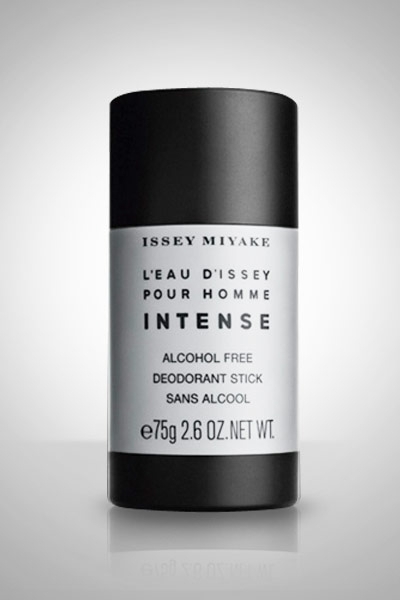 ISSEY MIYAKE
L'EAU D'ISSEY
POUR HOMME
INTENSE
ALCOHOL FREE
DEODORANT STICK
SANS ALCOOL
℮75g 2.6 OZ.NET WT.